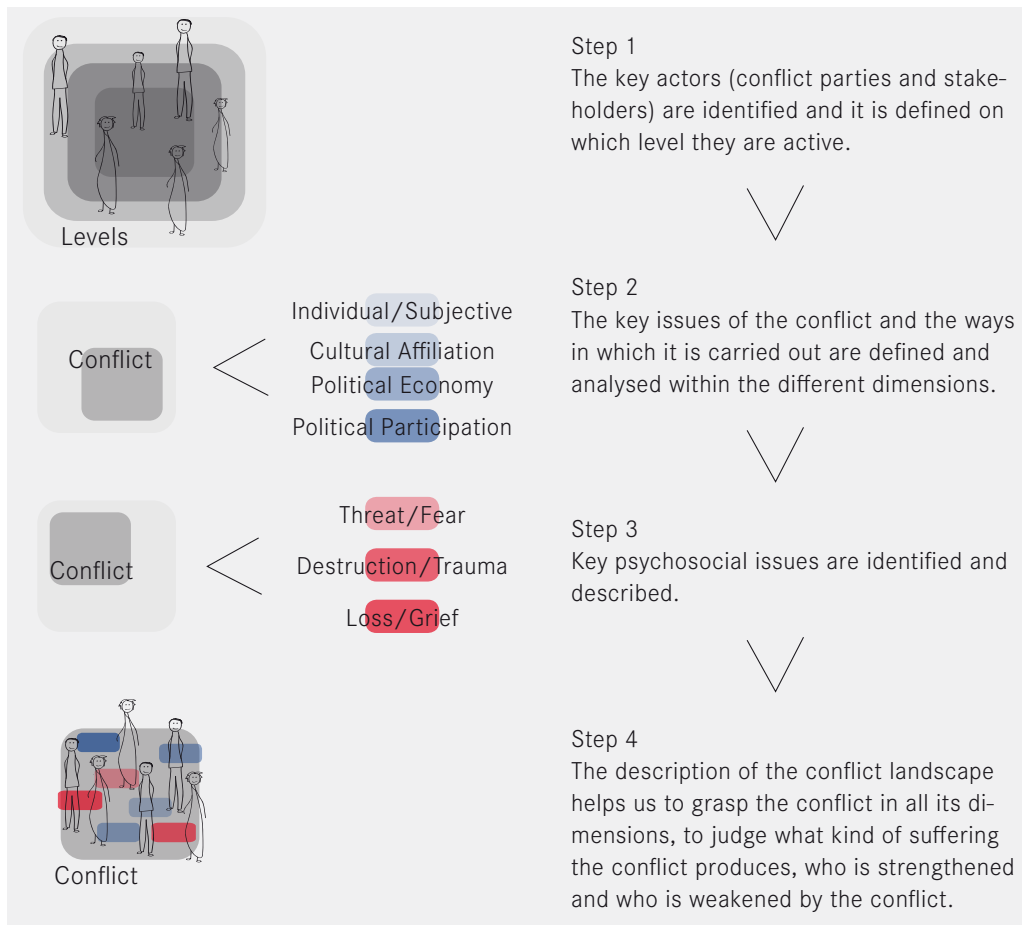 Levels
Step 1
The key actors (conflict parties and stake-
holders) are identified and it is defined on
which level they are active.
Conflict
Individual/Subjective
Cultural Affiliation
Political Economy
Political Participation
Step 2
The key issues of the conflict and the ways
in which it is carried out are defined and
analysed within the different dimensions.
Conflict
Threat/Fear
Destruction/Trauma
Loss/Grief
Step 3
Key psychosocial issues are identified and
described.
Conflict
Step 4
The description of the conflict landscape
helps us to grasp the conflict in all its di-
mensions, to judge what kind of suffering
the conflict produces, who is strengthened
and who is weakened by the conflict.